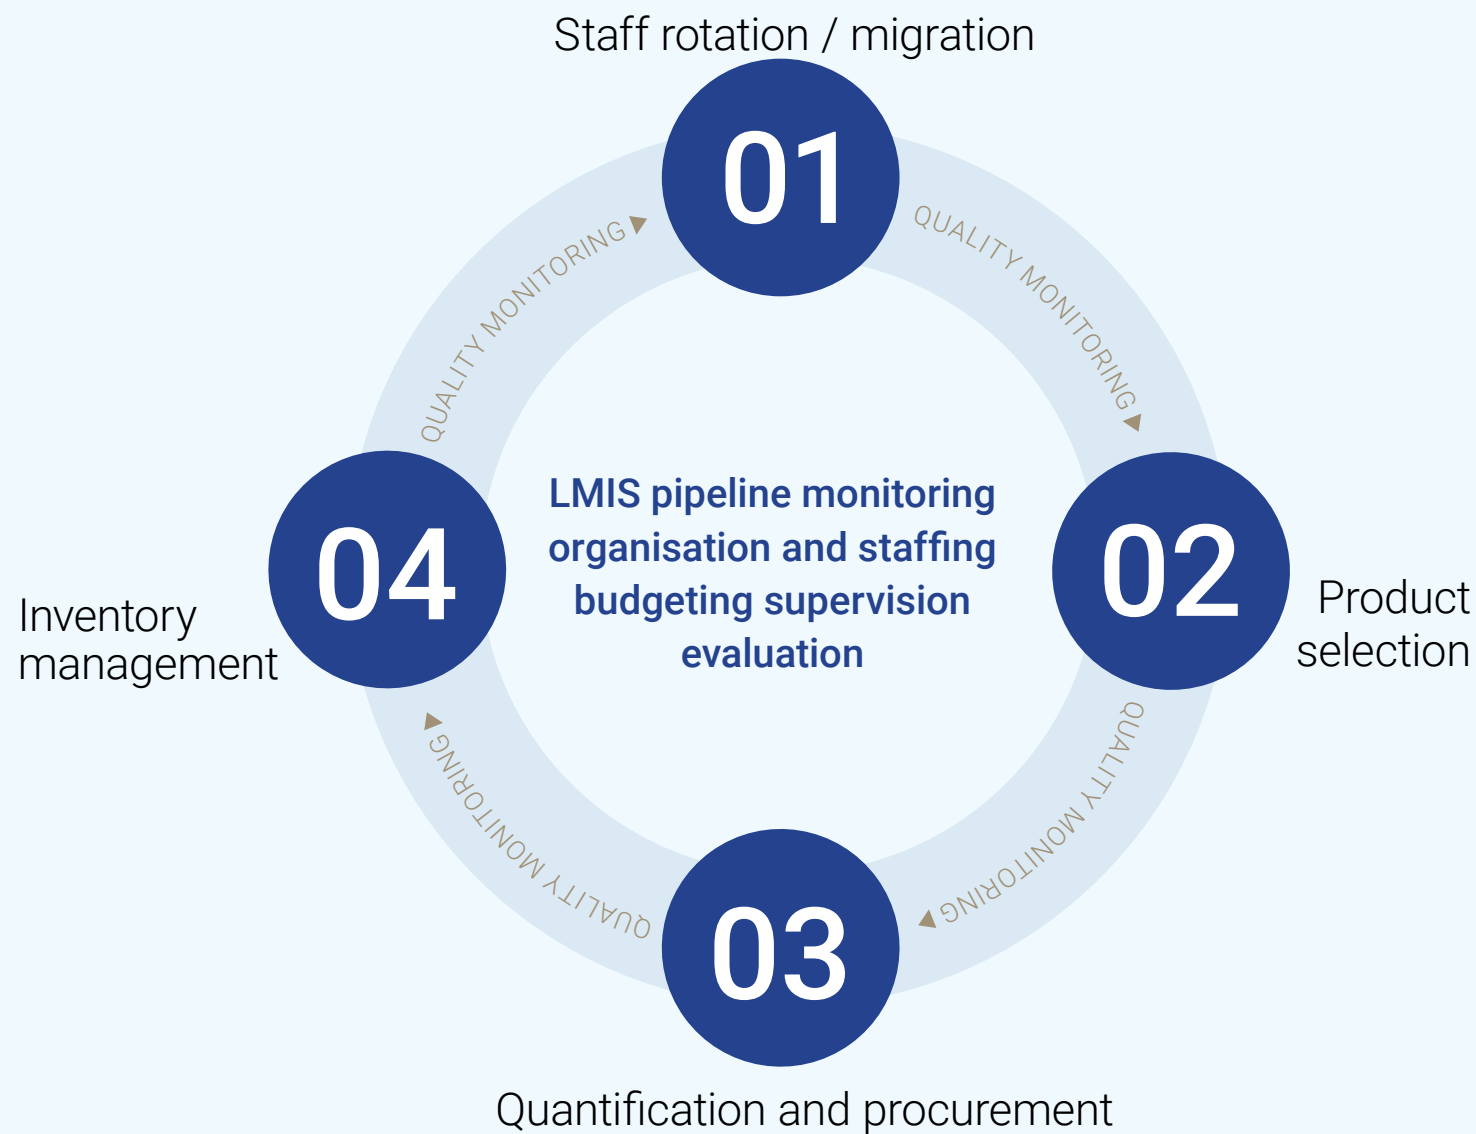 Staff rotation / migration
01
QUALITY MONITORING
QUALITY MONITORING
04
LMIS pipeline monitoring
organisation and staffing
budgeting supervision
evaluation
02
Inventory
management
Product
selection
QUALITY MONITORING
QUALITY MONITORING
03
Quantification and procurement